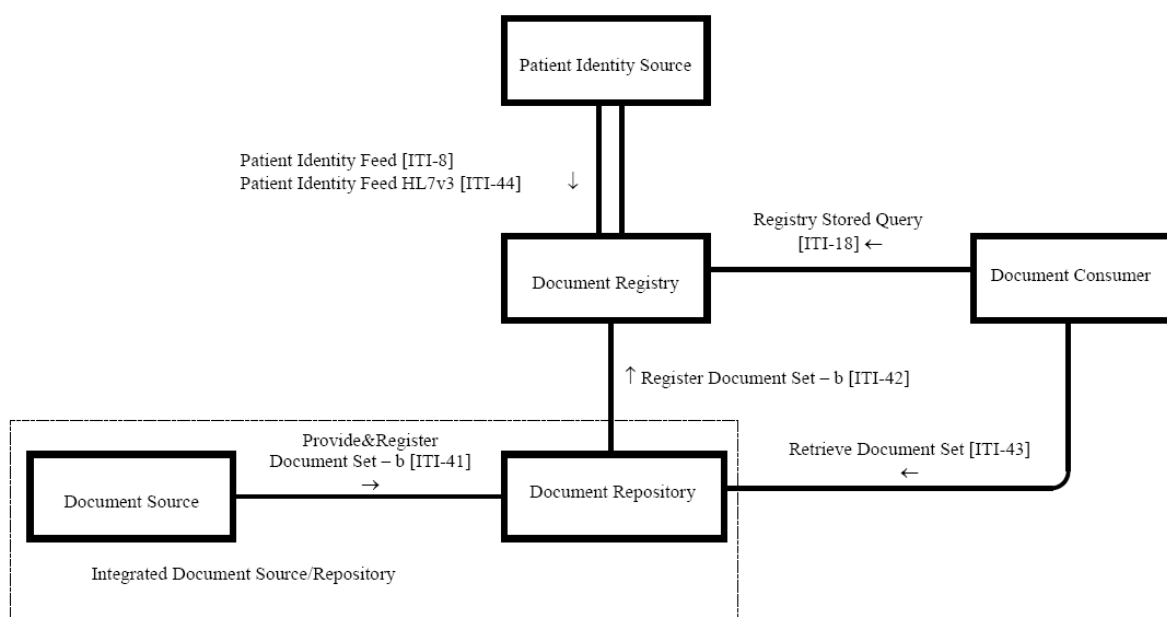 Patient Identity Source
Patient Identity Feed [ITI-8]
Patient Identity Feed HL7v3 [ITI-44] ↓
Registry Stored Query
[ITI-18] ←
Document Registry
Document Consumer
↑ Register Document Set – b [ITI-42]
Provide&Register
Document Set – b [ITI-41]
→
Retrieve Document Set [ITI-43]
←
Document Source
Document Repository
Integrated Document Source/Repository